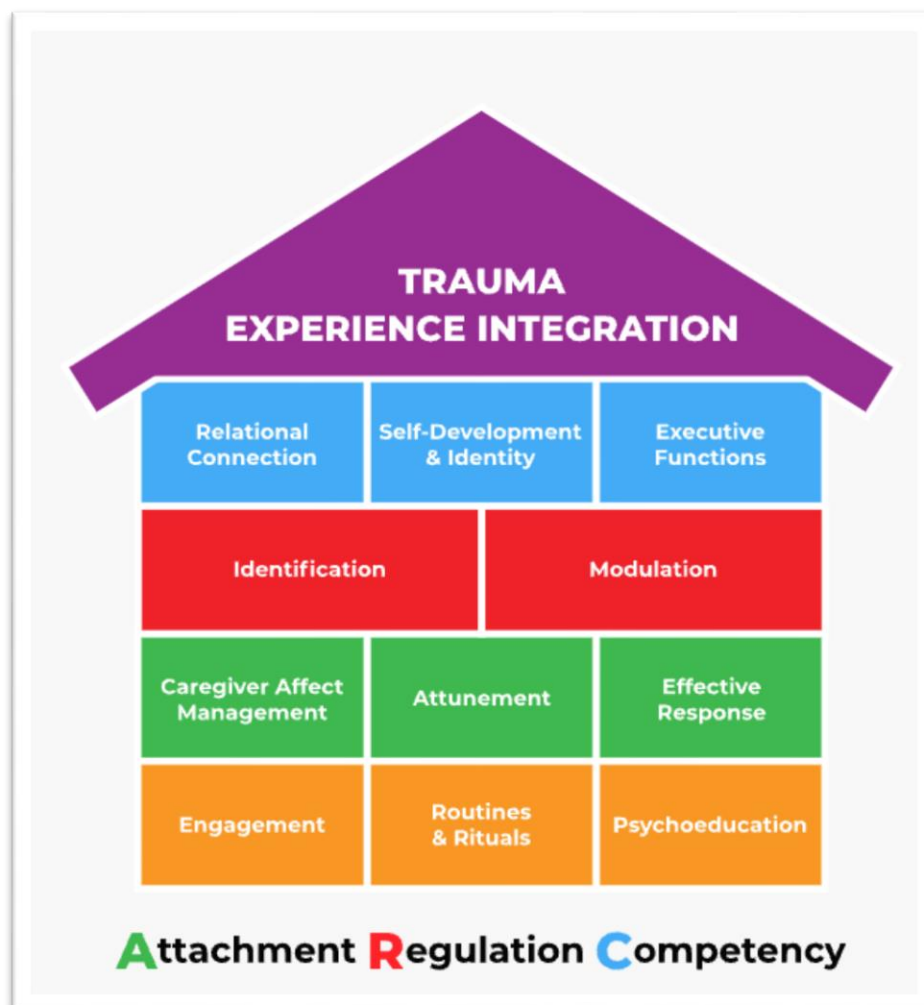 TRAUMA
EXPERIENCE INTEGRATION
Relational
Connection
Self-Development
& Identity
Executive
Functions
Identification
Modulation
Caregiver Affect
Management
Attunement
Effective
Response
Engagement
Routines
& Rituals
Psychoeducation
Attachment Regulation Competency